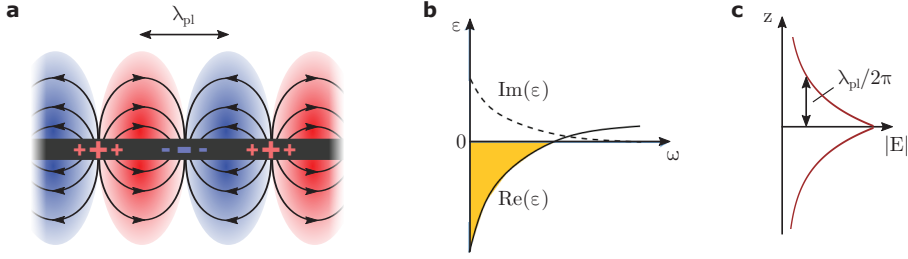 a
λpl
+ + +
- - -
+ + +
b
ε
Im(ε)
0
ω
Re(ε)
c
z
λpl/2π
|E|